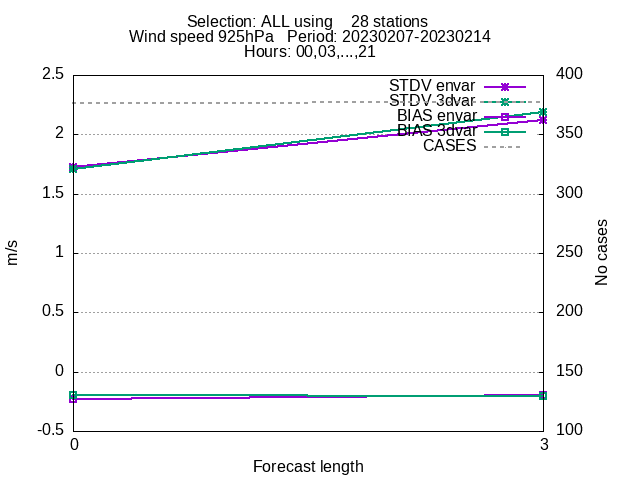 Selection: ALL using    28 stations
Wind speed 925hPa   Period: 20230207-20230214
Hours: 00,03,...,21
2.5
2
1.5
1
0.5
0
-0.5
m/s
400
350
300
250
200
150
100
No cases
STDV envar
STDV 3dvar
BIAS envar
BIAS 3dvar
CASES
0
3
Forecast length